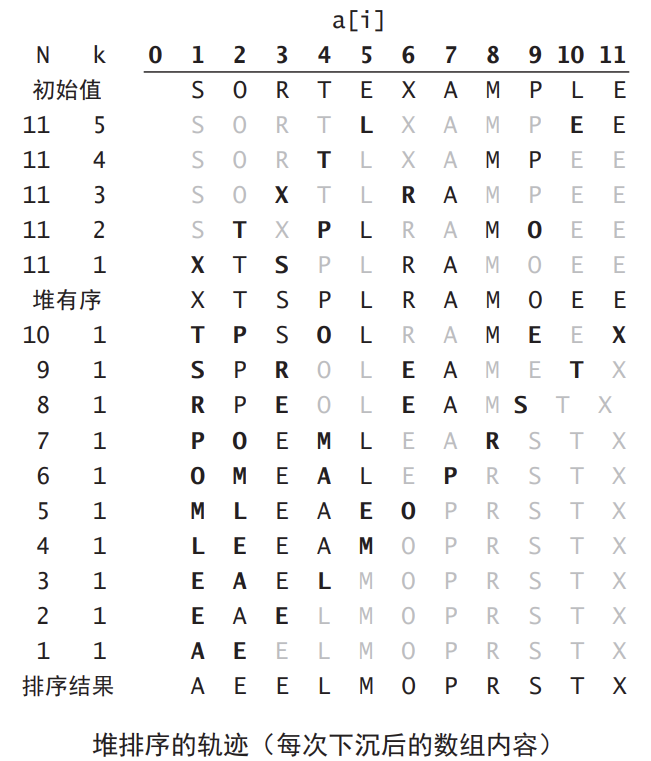 a[i]
N k 0 1 2 3 4 5 6 7 8 9 10 11
初始值 S O R T E X A M P L E
11 5 S O R T L X A M P E E
11 4 S O R T L X A M P E E
11 3 S O X T L R A M P E E
11 2 S T X P L R A M O E E
11 1 X T S P L R A M O E E
堆有序 X T S P L R A M O E E
10 1 T P S O L R A M E E X
9 1 S P R O L E A M E T X
8 1 R P E O L E A M S T X
7 1 P O E M L E A R S T X
6 1 O M E A L E P R S T X
5 1 M L E A E O P R S T X
4 1 L E E A M O P R S T X
3 1 E A E L M O P R S T X
2 1 E A E L M O P R S T X
1 1 A E E L M O P R S T X
排序结果 A E E L M O P R S T X
堆排序的轨迹（每次下沉后的数组内容）